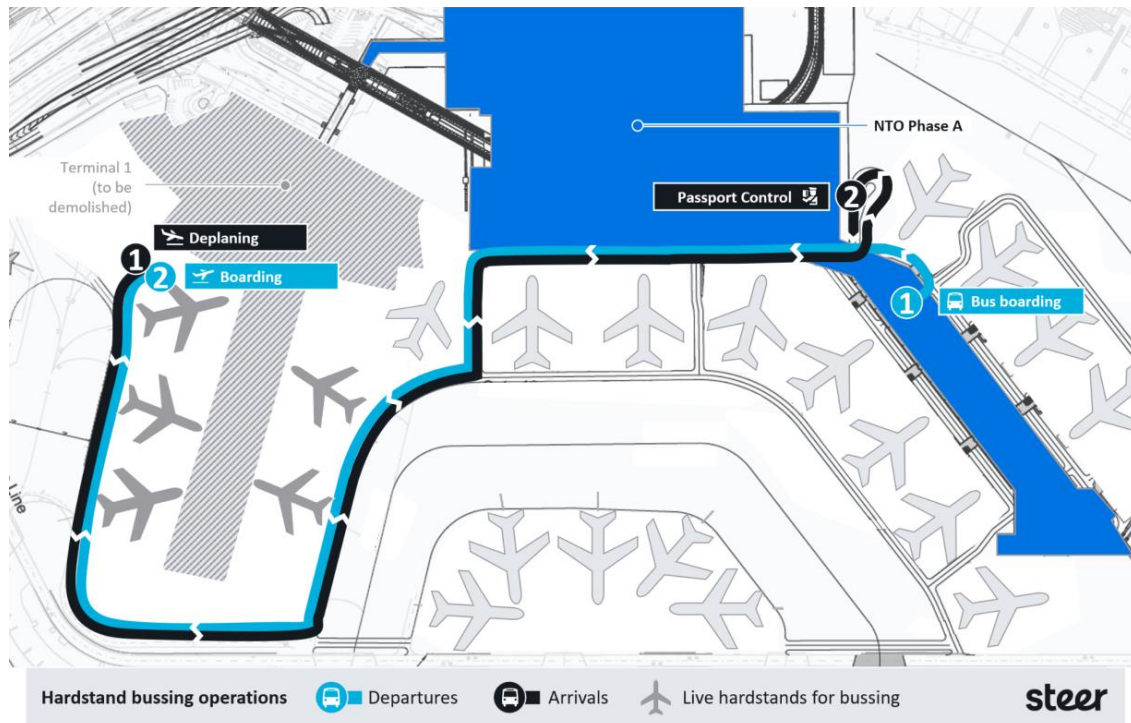 NTO Phase A
Terminal 1
(to be
demolished)
Passport Control
2
Deplaning
1
2
Boarding
1
Bus boarding
Line
Hardstand bussing operations
Departures
Arrivals
Live hardstands for bussing
steer